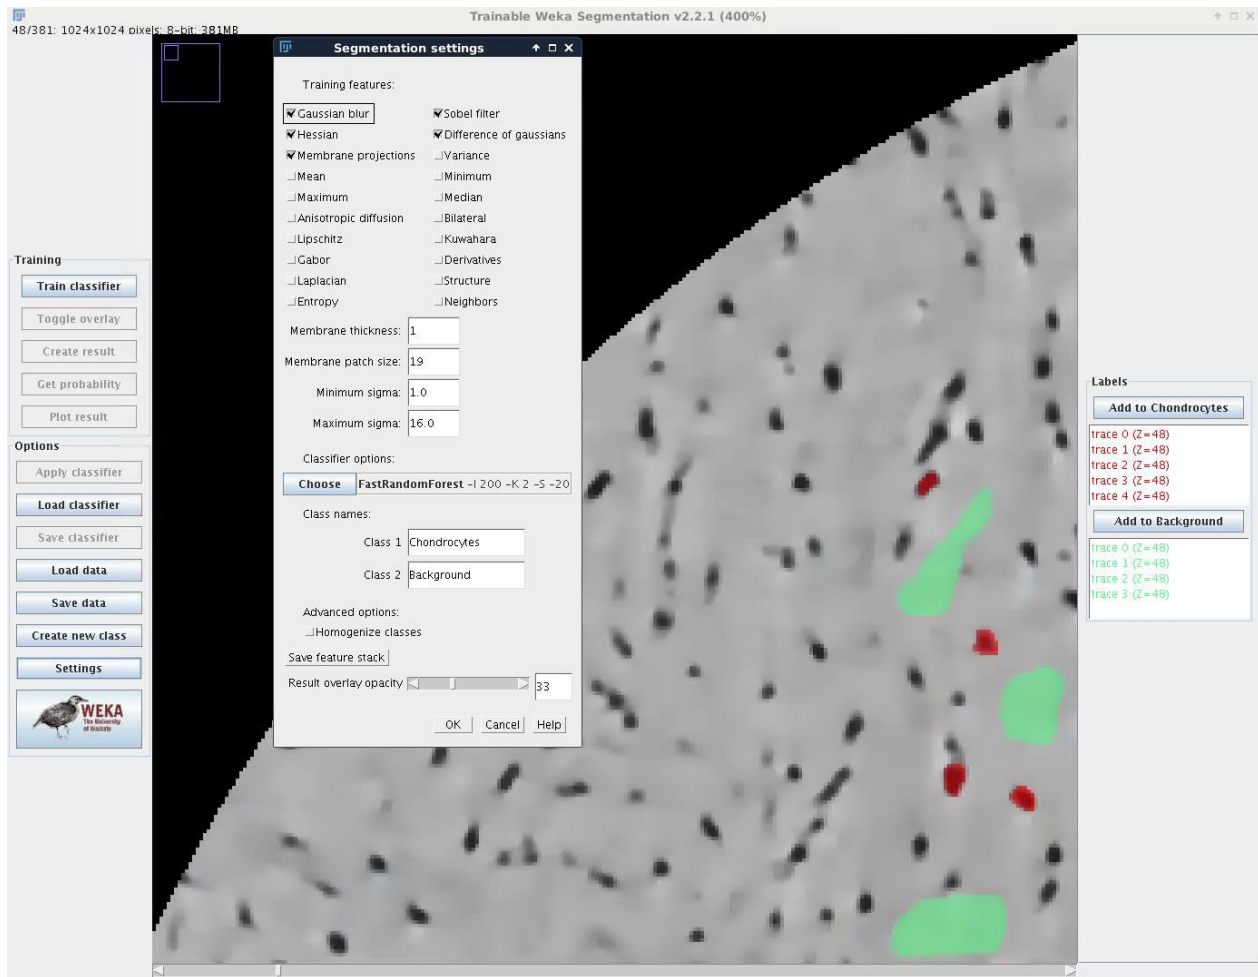 Trainable Weka Segmentation v2.2.1 (400%)
48/381: 1024x1024 pixels; 8-bit: 381MB
Training
Train classifier
Toggle overlay
Create result
Get probability
Plot result
Options
Apply classifier
Load classifier
Save classifier
Load data
Save data
Create new class
Settings
WEKA
The University
of Waikato
Segmentation settings
Training features:
Gaussian blur Sobel filter
Hessian Difference of gaussians
Membrane projections Variance
Mean Minimum
Maximum Median
Anisotropic diffusion Bilateral
Lipschitz Kuwahara
Gabor Derivatives
Laplacian Structure
Entropy Neighbors
Membrane thickness: 1
Membrane patch size: 19
Minimum sigma: 1.0
Maximum sigma: 16.0
Classifier options:
Choose FastRandomForest -I 200 -K 2 -S -20
Class names:
Class 1 Chondrocytes
Class 2 Background
Advanced options:
Homogenize classes
Save feature stack
Result overlay opacity 33
OK Cancel Help
Labels
Add to Chondrocytes
trace 0 (Z=48)
trace 1 (Z=48)
trace 2 (Z=48)
trace 3 (Z=48)
trace 4 (Z=48)
Add to Background
trace 0 (Z=48)
trace 1 (Z=48)
trace 2 (Z=48)
trace 3 (Z=48)